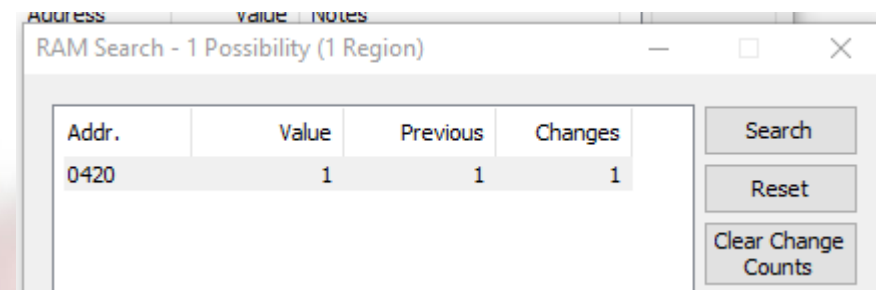 Address Value Notes
RAM Search - 1 Possibility (1 Region)
Addr. Value Previous Changes
0420 1 1 1
Search
Reset
Clear Change
Counts